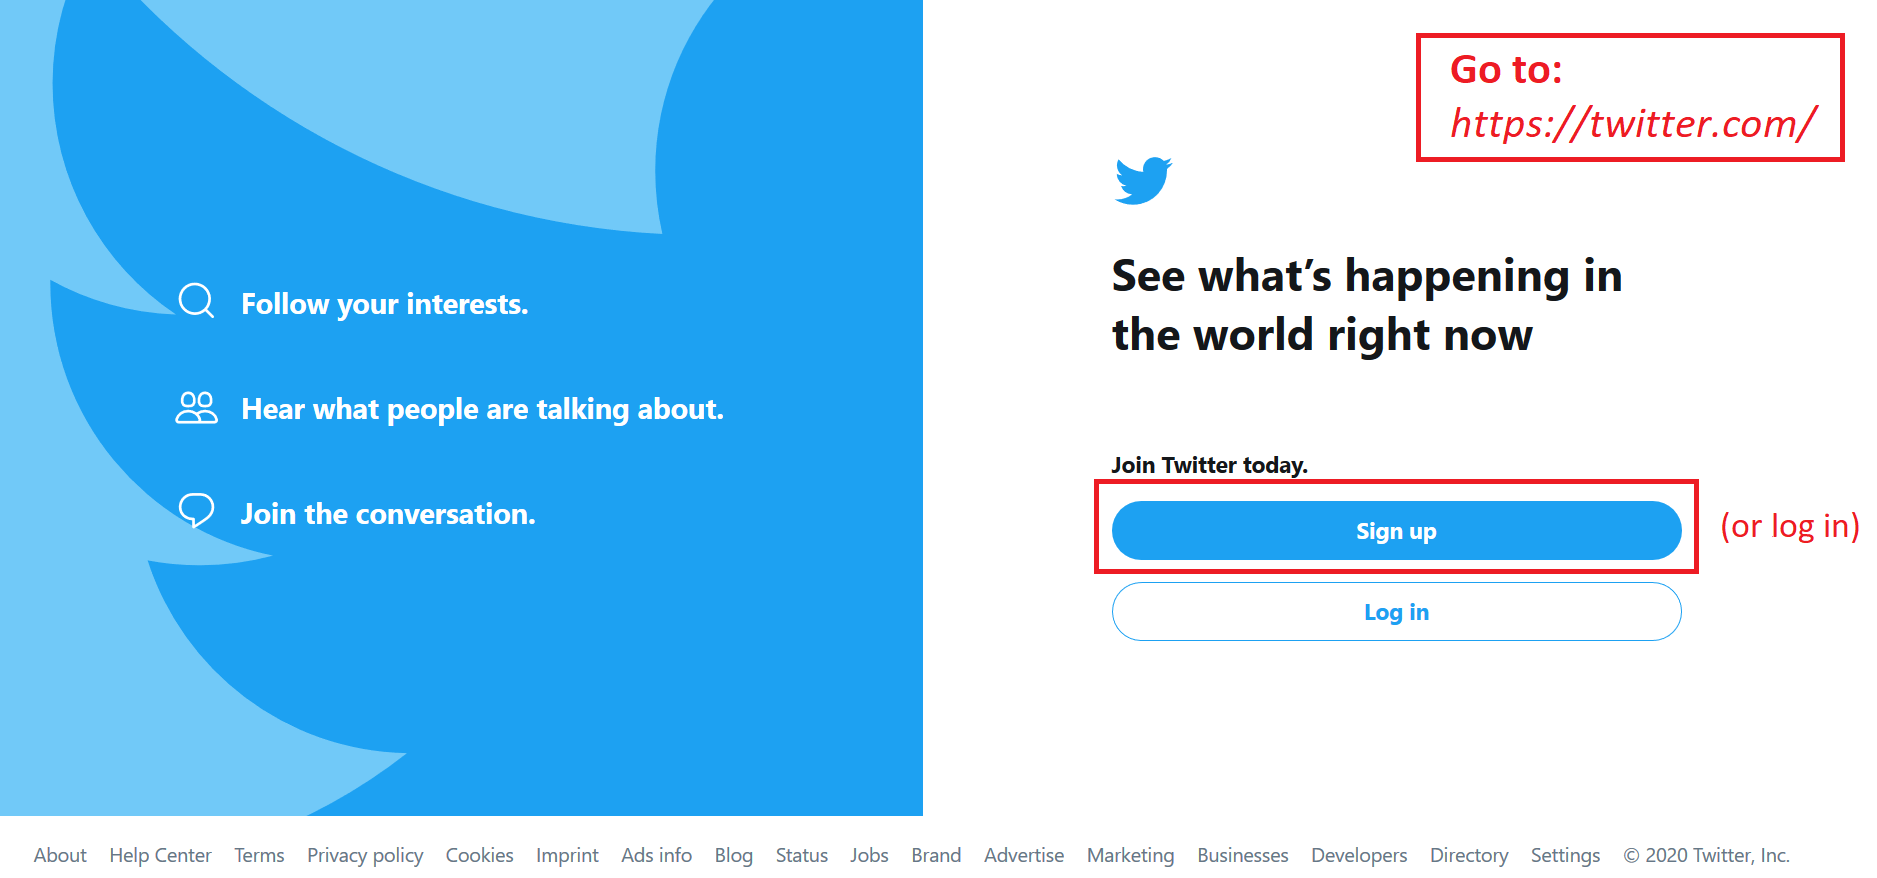 Follow your interests.
Hear what people are talking about.
Join the conversation.
Go to:
https://twitter.com/
See what’s happening in
the world right now
Join Twitter today.
Sign up
(or log in)
Log in
About Help Center Terms Privacy policy Cookies Imprint Ads info Blog Status Jobs Brand Advertise Marketing Businesses Developers Directory Settings © 2020 Twitter, Inc.